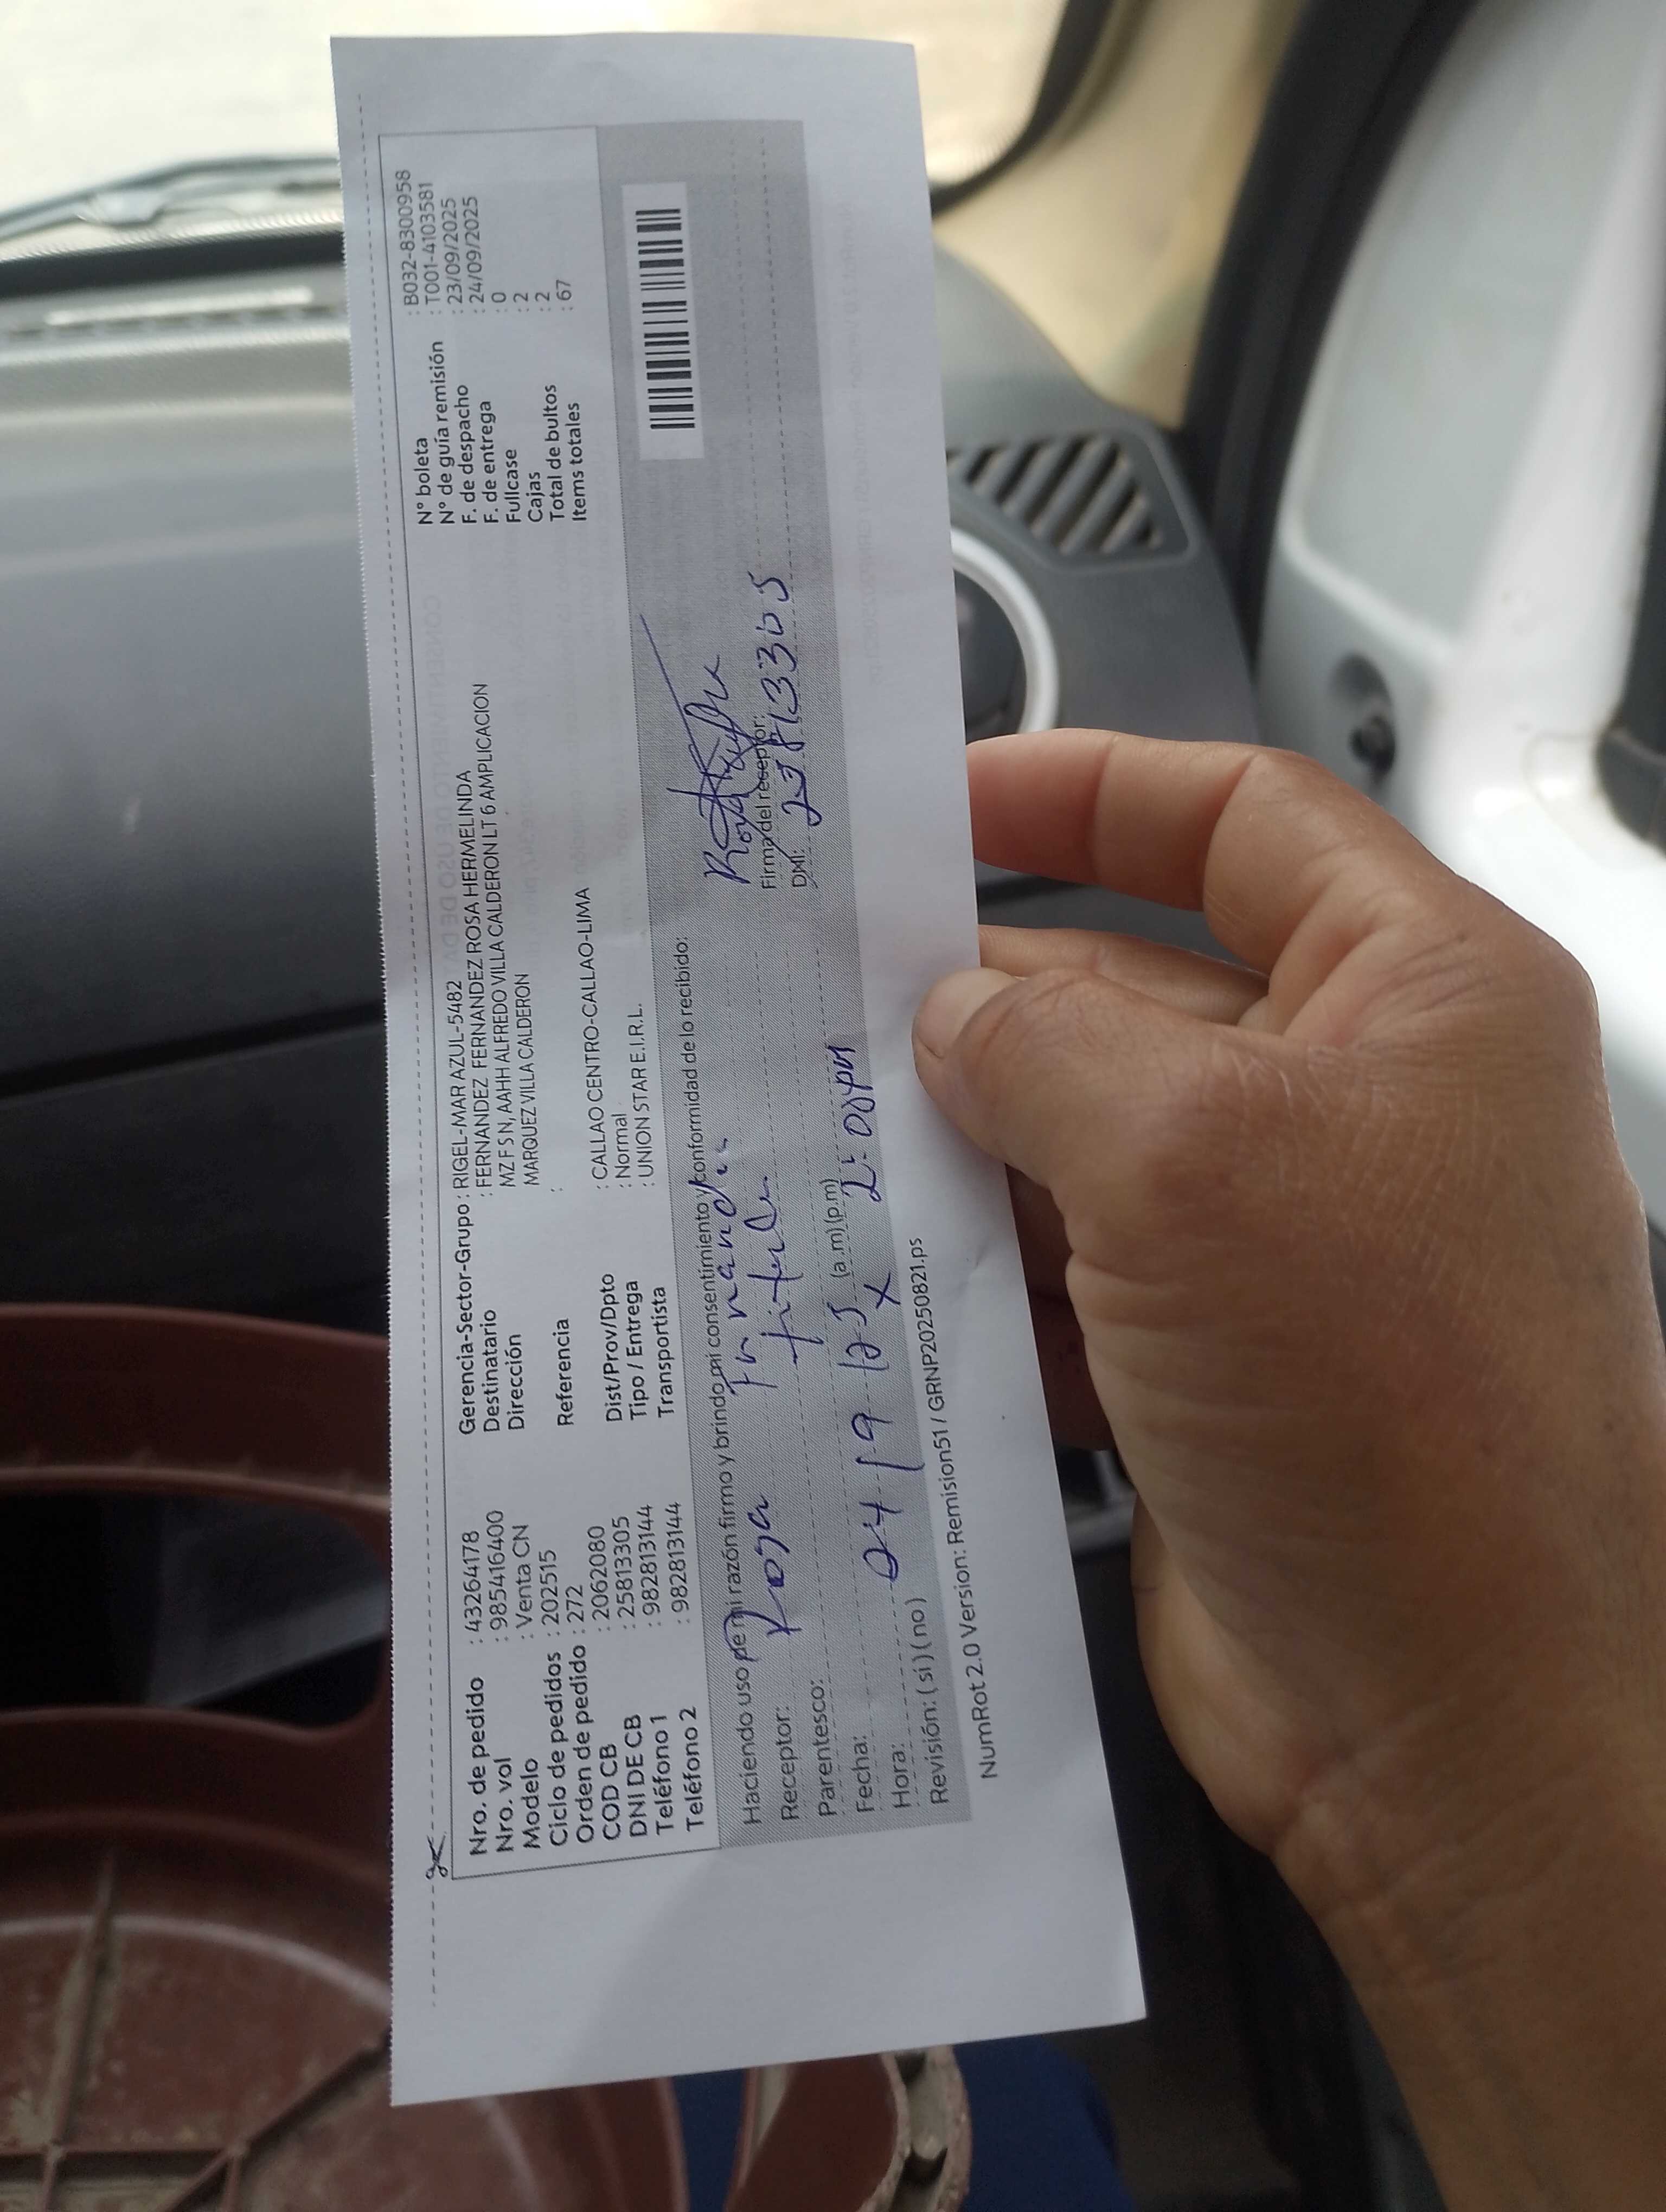 Nro. de pedido : 43264178
Nro. vol : 985416400
Modelo : Venta CN
Ciclo de pedidos : 202515
Orden de pedido : 272
COD CB : 2062080
DNI DE CB : 25813305
Teléfono 1 : 982813144
Teléfono 2 : 982813144
Gerencia-Sector-Grupo : RIGEL-MAR AZUL-5482
Destinatario : FERNANDEZ FERNANDEZ ROSA HERMELINDA
Dirección MZ F S N, AAHH ALFREDO VILLA CALDERON LT 6 AMPLICACION
MARQUEZ VILLA CALDERON
Referencia :
Dist/Prov/Dpto : CALLAO CENTRO-CALLAO-LIMA
Tipo / Entrega : Normal
Transportista : UNION STAR E.I.R.L.
N° boleta : B032-8300958
N° de guía remisión : T001-4103581
F. de despacho : 23/09/2025
F. de entrega : 24/09/2025
Fullcase : 0
Cajas : 2
Total de bultos : 2
Items totales : 67
Haciendo uso de mi razón firmo y brindo mi consentimiento y conformidad de lo recibido:
Receptor: Rosa
Parentesco: titular
Fecha: 24/9/25
Hora: (a.m) (p.m) X 2:00pm
Revisión: ( si ) ( no )
Firma del receptor:
DNI: 25813305
NumRot 2.0 Version: Remision51 / GRNP20250821.ps